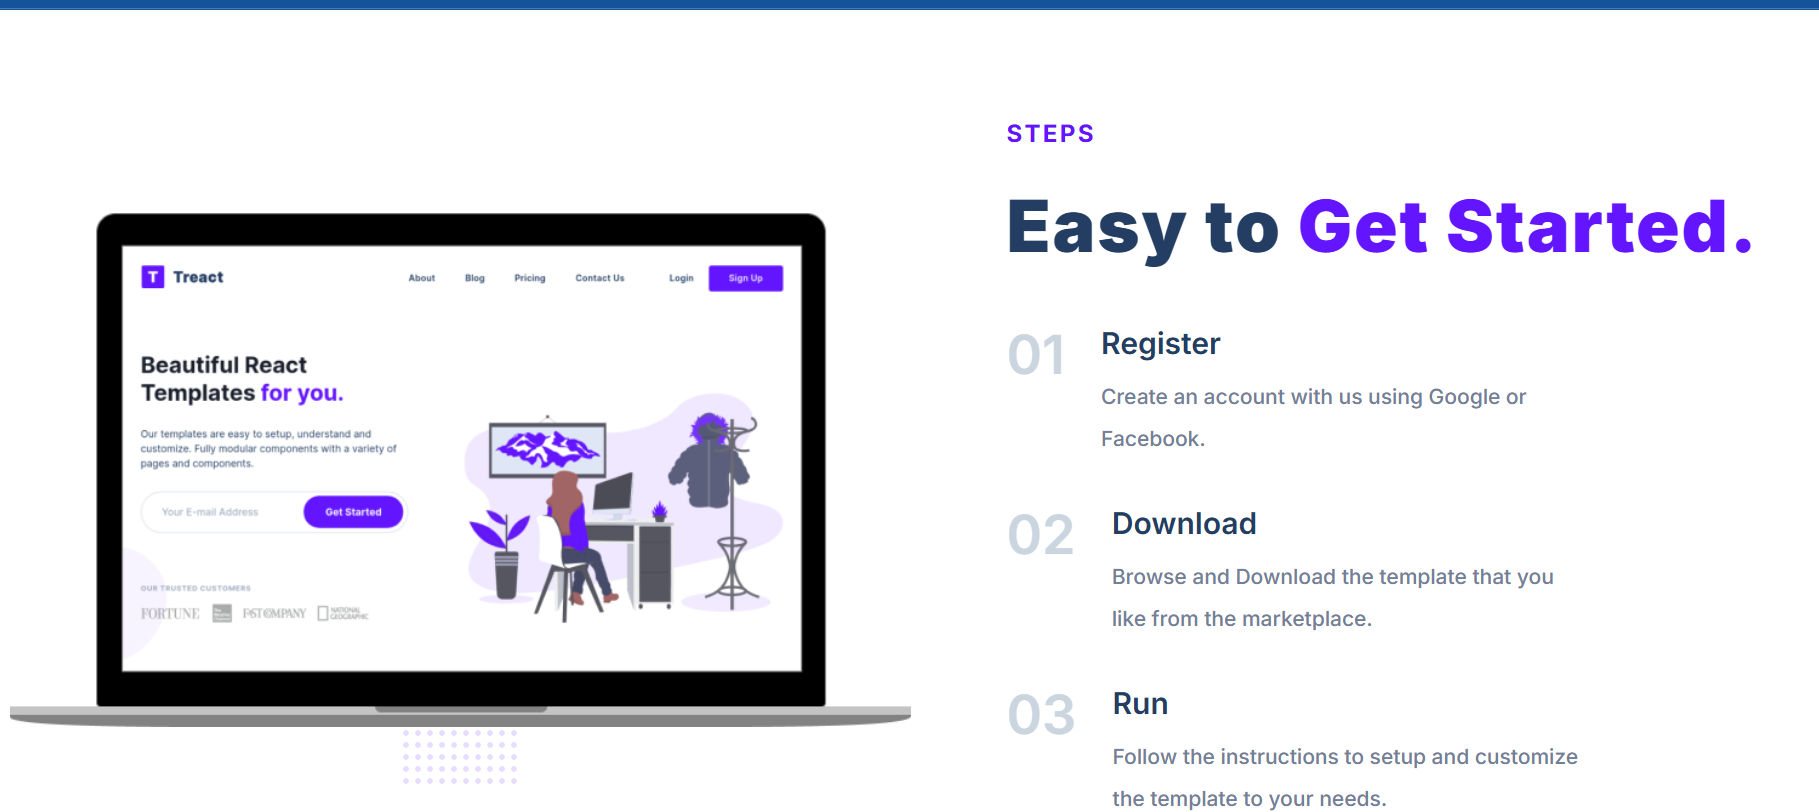 T Treact
About Blog Pricing Contact Us Login Sign Up
Beautiful React
Templates for you.
Our templates are easy to setup, understand and
customize. Fully modular components with a variety of
pages and components.
Your E-mail Address Get Started
OUR TRUSTED CUSTOMERS
FORTUNE FAST COMPANY NATIONAL
GEOGRAPHIC
STEPS
Easy to Get Started.
01 Register
Create an account with us using Google or
Facebook.
02 Download
Browse and Download the template that you
like from the marketplace.
03 Run
Follow the instructions to setup and customize
the template to your needs.